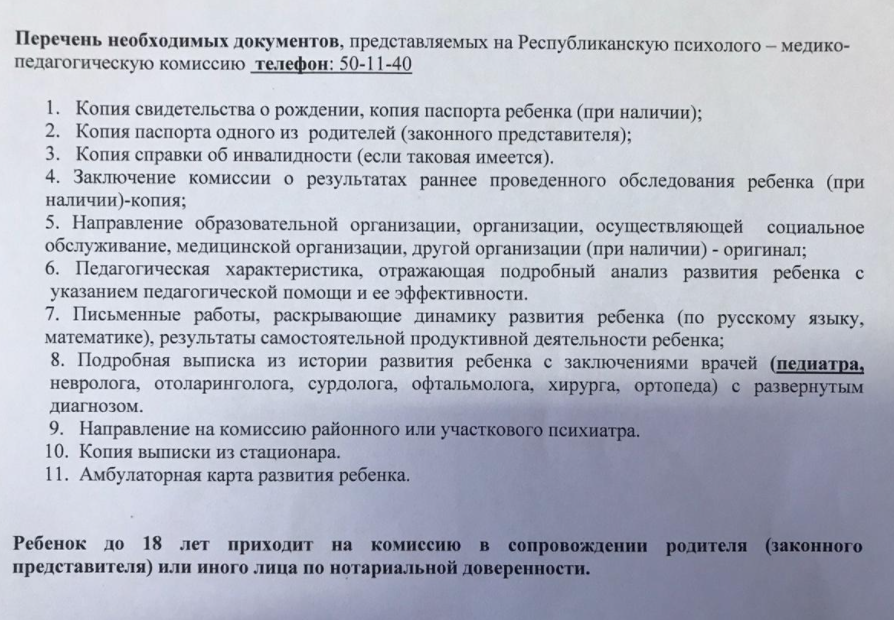 Перечень необходимых документов, представляемых на Республиканскую психолого – медико-
педагогическую комиссию телефон: 50-11-40
1. Копия свидетельства о рождении, копия паспорта ребенка (при наличии);
2. Копия паспорта одного из родителей (законного представителя);
3. Копия справки об инвалидности (если таковая имеется).
4. Заключение комиссии о результатах раннее проведенного обследования ребенка (при
наличии)-копия;
5. Направление образовательной организации, организации, осуществляющей социальное
обслуживание, медицинской организации, другой организации (при наличии) - оригинал;
6. Педагогическая характеристика, отражающая подробный анализ развития ребенка с
указанием педагогической помощи и ее эффективности.
7. Письменные работы, раскрывающие динамику развития ребенка (по русскому языку,
математике), результаты самостоятельной продуктивной деятельности ребенка;
8. Подробная выписка из истории развития ребенка с заключениями врачей (педиатра,
невролога, отоларинголога, сурдолога, офтальмолога, хирурга, ортопеда) с развернутым
диагнозом.
9. Направление на комиссию районного или участкового психиатра.
10. Копия выписки из стационара.
11. Амбулаторная карта развития ребенка.
Ребенок до 18 лет приходит на комиссию в сопровождении родителя (законного
представителя) или иного лица по нотариальной доверенности.